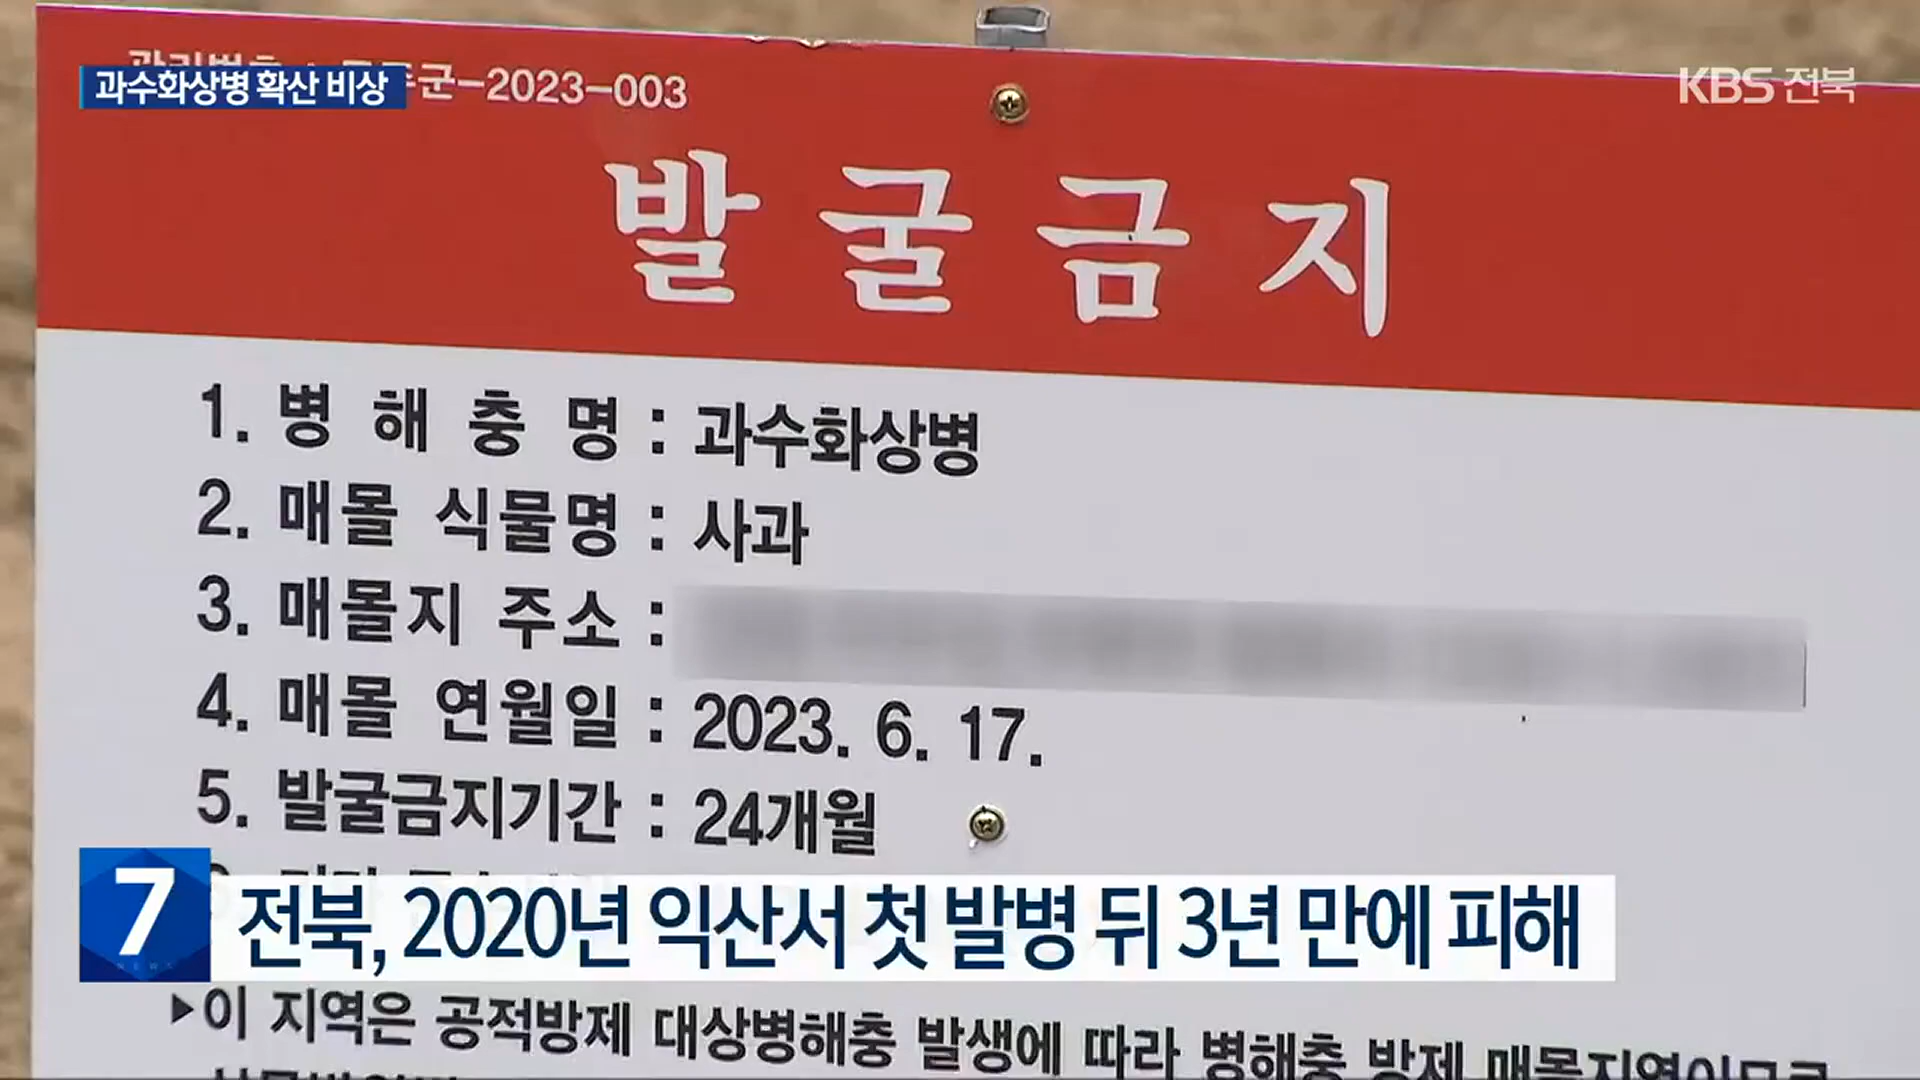 과수화상병 확산 비상
군-2023-003
KBS 전북
발굴금지
1. 병해충명 : 과수화상병
2. 매몰 식물명 : 사과
3. 매몰지 주소 :
4. 매몰 연월일 : 2023. 6. 17.
5. 발굴금지기간 : 24개월
7
NEWS
전북, 2020년 익산서 첫 발병 뒤 3년 만에 피해
▶이 지역은 공적방제 대상병해충 발생에 따라 병해충 방제 매몰지역이므로